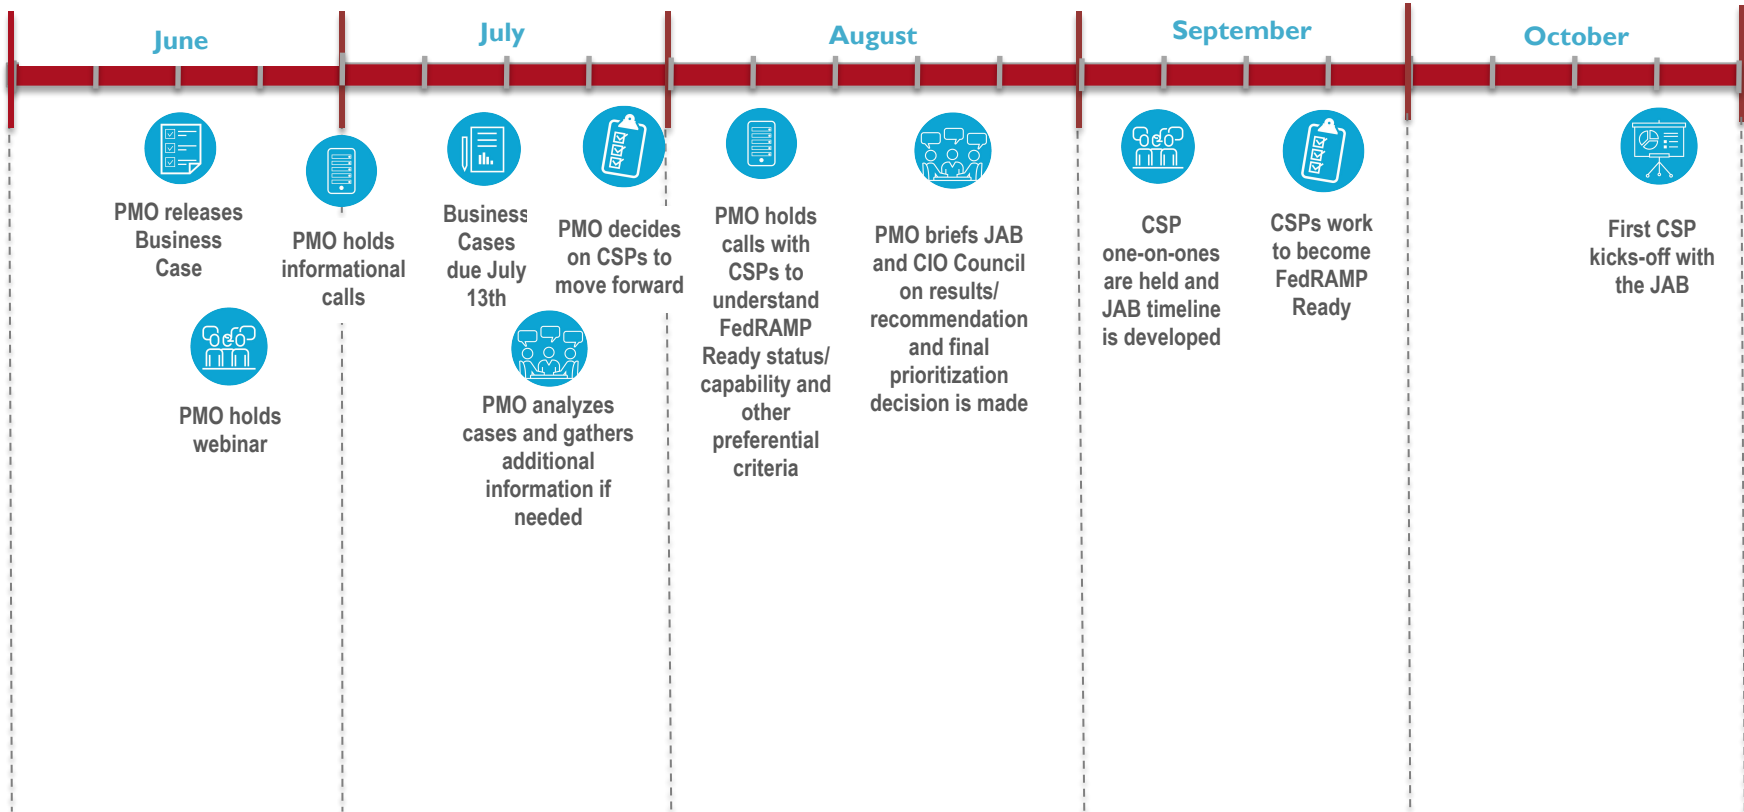 June
July
August
September
October
PMO releases
Business
Case
PMO holds
webinar
PMO holds
informational
calls
Business
Cases
due July
13th
PMO analyzes
cases and gathers
additional
information if
needed
PMO decides
on CSPs to
move forward
PMO holds
calls with
CSPs to
understand
FedRAMP
Ready status/
capability and
other
preferential
criteria
PMO briefs JAB
and CIO Council
on results/
recommendation
and final
prioritization
decision is made
CSP
one-on-ones
are held and
JAB timeline
is developed
CSPs work
to become
FedRAMP
Ready
First CSP
kicks-off with
the JAB